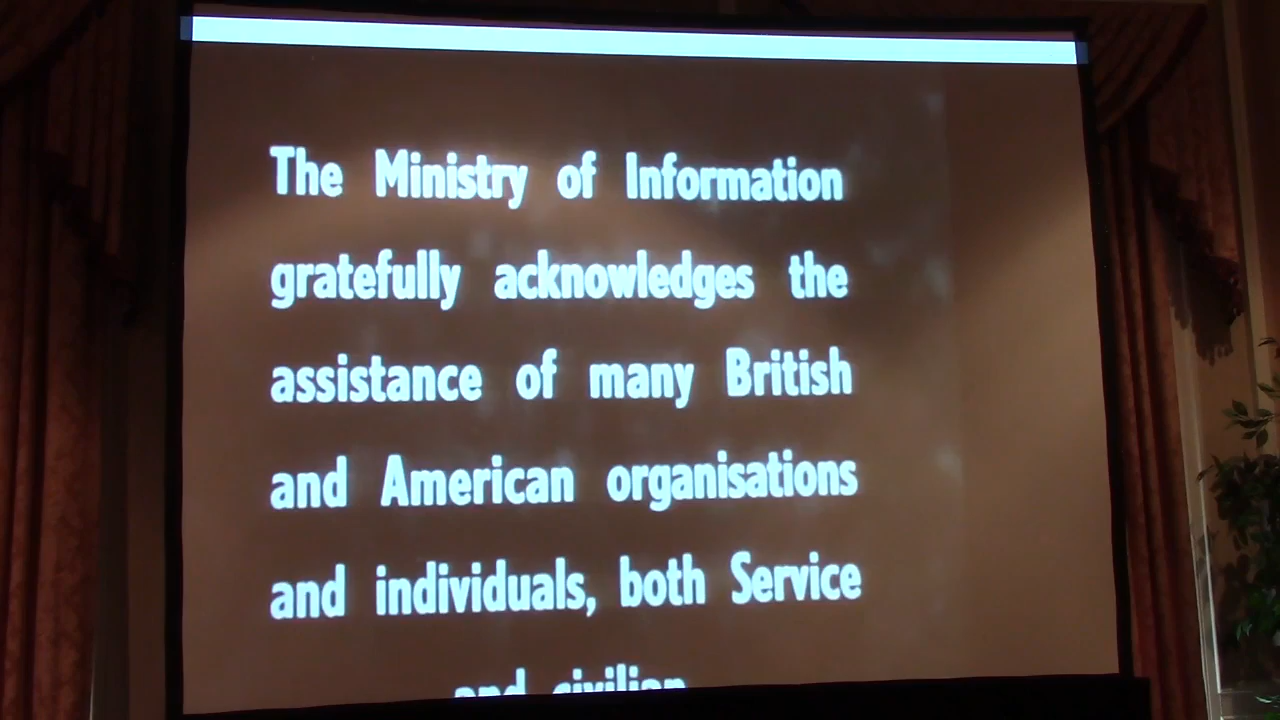 The Ministry of Information
gratefully acknowledges the
assistance of many British
and American organisations
and individuals, both Service
and civilian